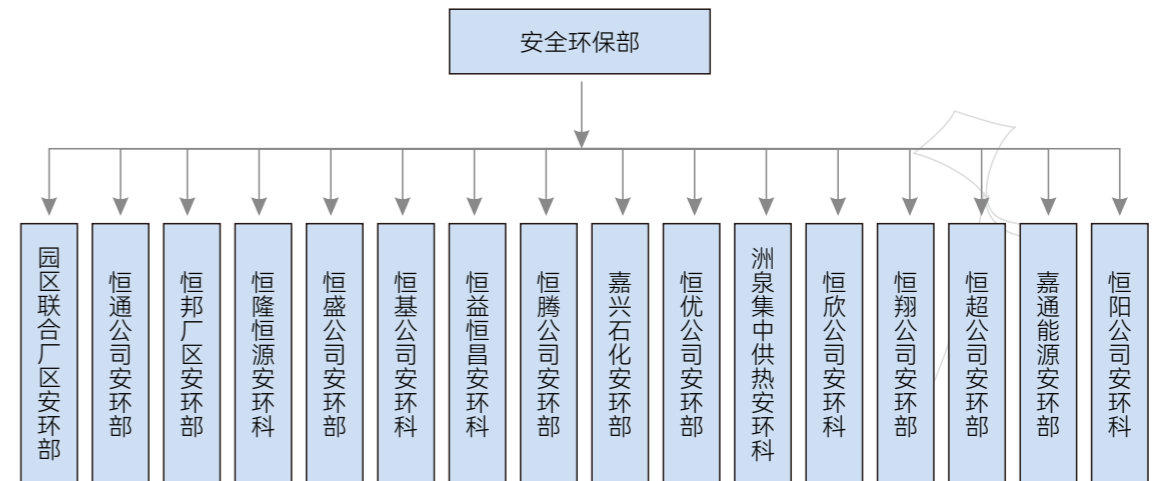 安全环保部
园区联合厂区安环部
恒通公司安环部
恒邦厂区安环部
恒隆恒源安环科
恒盛公司安环部
恒基公司安环科
恒益恒昌安环科
恒腾公司安环部
嘉兴石化安环部
恒优公司安环部
洲泉集中供热安环科
恒欣公司安环科
恒翔公司安环部
恒超公司安环部
嘉通能源安环部
恒阳公司安环科